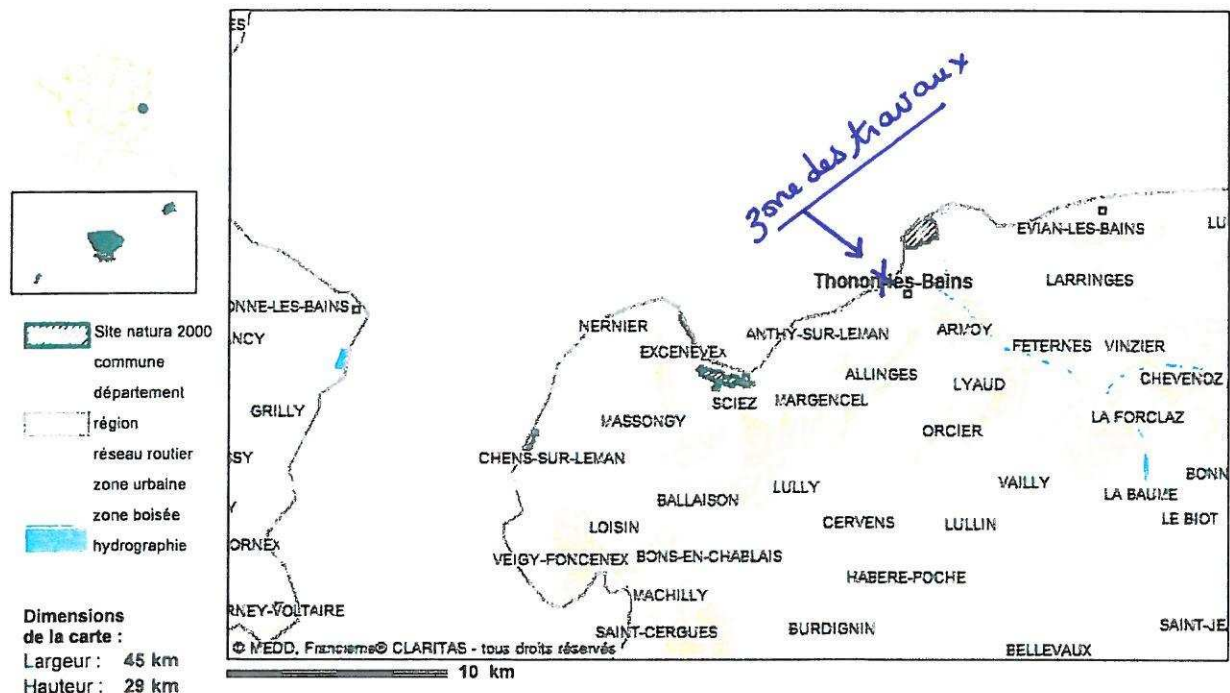 ES
Zone des travaux
EVIAN-LES-BAINS
LU
Thonon-les-Bains
LARRINGES
ONNE-LES-BAINS
NERNIER
ANTHY-SUR-LEMAN
ARMOY
NCY
EXCENEVEX
FETERNES
VINZIER
ALLINGES
LYAUD
CHEVENOZ
SCIEZ
MARGENCEL
GRILLY
MASSONGY
ORCIER
LA FORCLAZ
SSY
CHENS-SUR-LEMAN
BONN
LULLY
VAILLY
LA BAUME
BALLAISON
Y
LOISIN
CERVENS
LULLIN
LE BIOT
ORNEX
VEIGY-FONCENEX
BONS-EN-CHABLAIS
HABERE-POCHE
MACHILLY
RNEY-VOLTAIRE
SAINT-CERGUES
BURDIGNIN
SAINT-JE
BELLEVAUX
© MEDD, Francieme® CLARITAS - tous droits réservés
10 km
Site natura 2000
commune
département
région
réseau routier
zone urbaine
zone boisée
hydrographie
Dimensions
de la carte :
Largeur : 45 km
Hauteur : 29 km